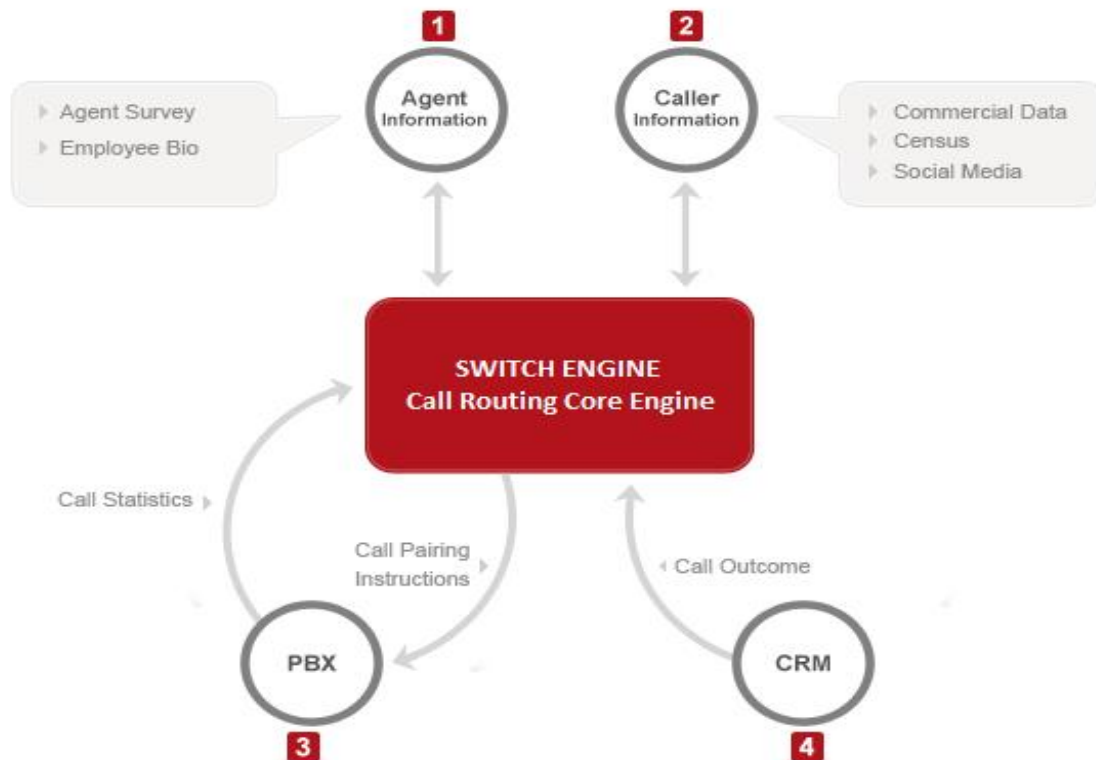 1
2
Agent
Information
Caller
Information
Agent Survey
Employee Bio
Commercial Data
Census
Social Media
SWITCH ENGINE
Call Routing Core Engine
Call Statistics
Call Pairing
Instructions
Call Outcome
PBX
CRM
3
4